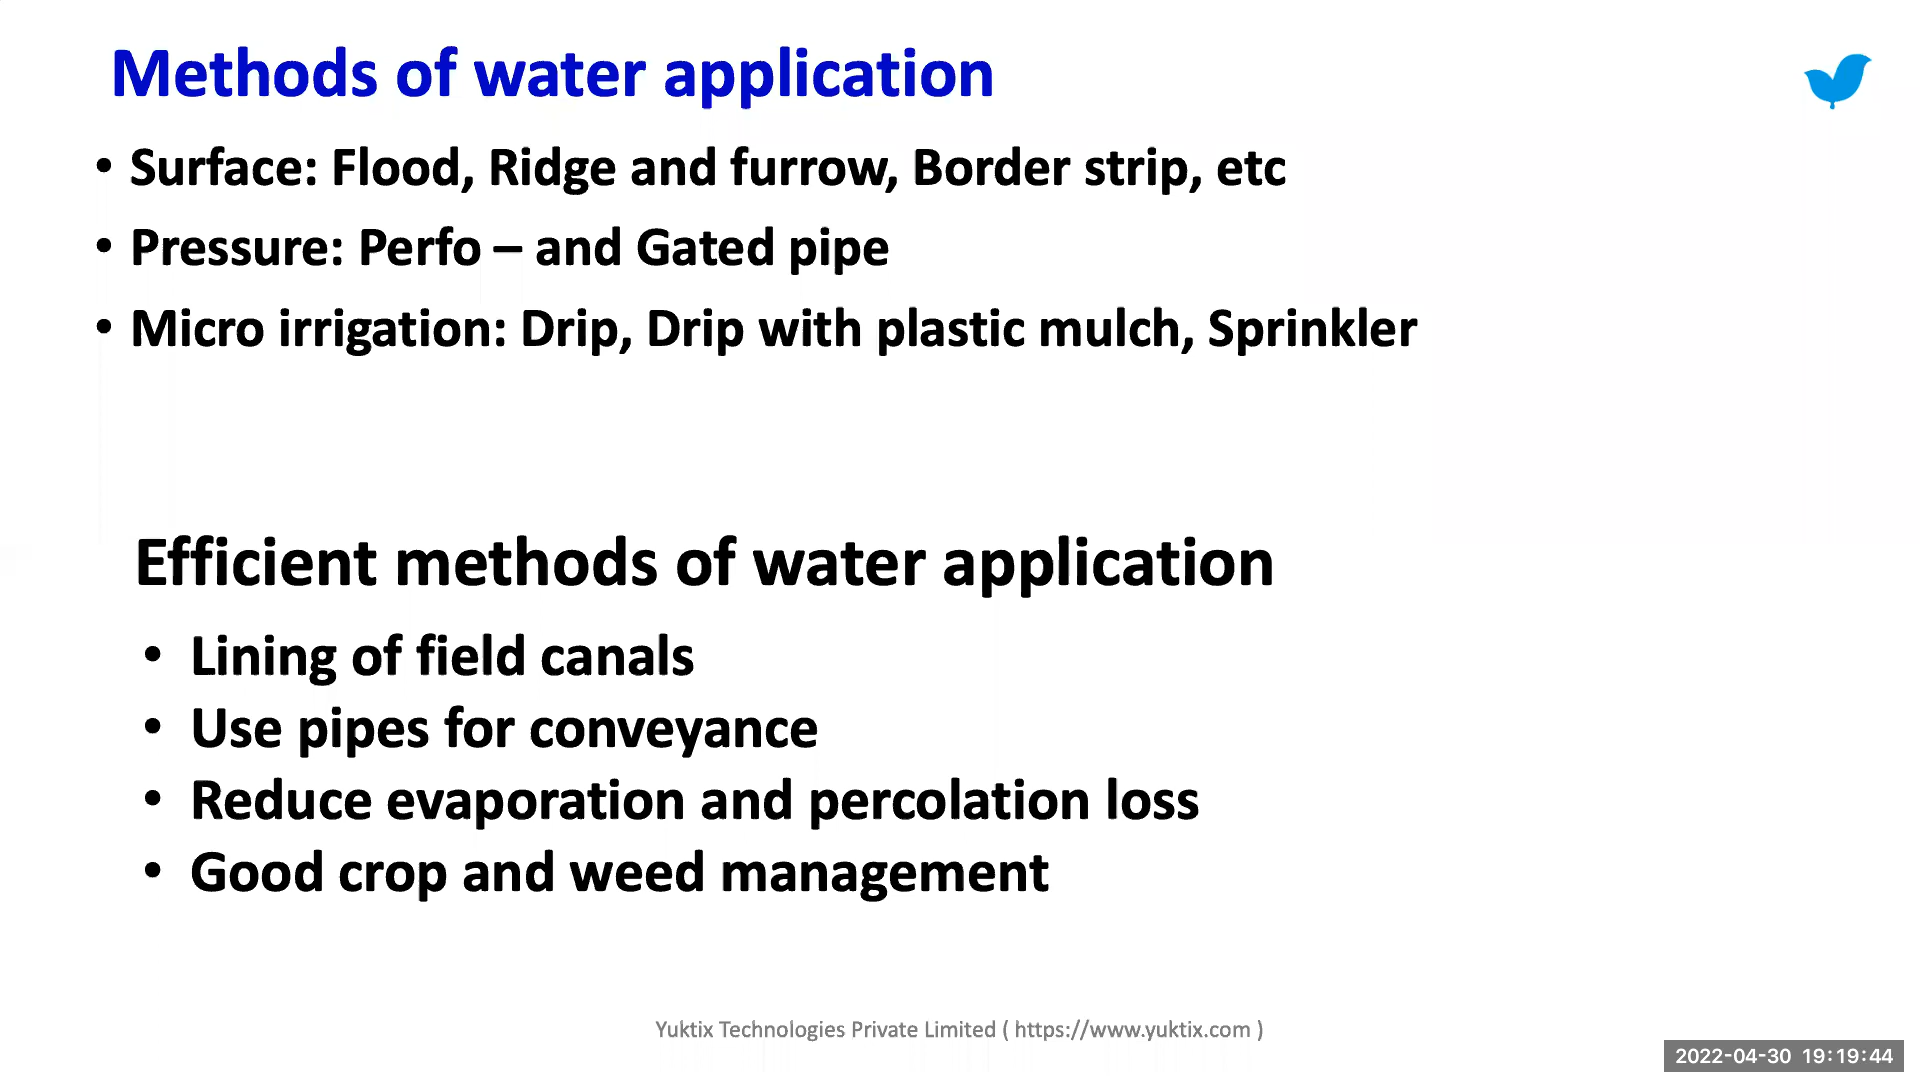 Methods of water application
• Surface: Flood, Ridge and furrow, Border strip, etc
• Pressure: Perfo – and Gated pipe
• Micro irrigation: Drip, Drip with plastic mulch, Sprinkler
Efficient methods of water application
• Lining of field canals
• Use pipes for conveyance
• Reduce evaporation and percolation loss
• Good crop and weed management
Yuktix Technologies Private Limited ( https://www.yuktix.com )
2022-04-30 19:19:44